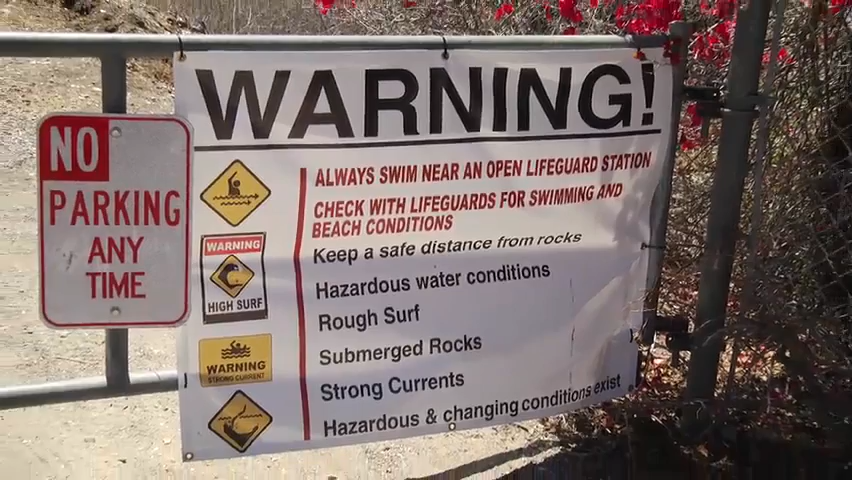 WARNING!
NO
PARKING
ANY
TIME
ALWAYS SWIM NEAR AN OPEN LIFEGUARD STATION
CHECK WITH LIFEGUARDS FOR SWIMMING AND
BEACH CONDITIONS
Keep a safe distance from rocks
Hazardous water conditions
Rough Surf
Submerged Rocks
Strong Currents
Hazardous & changing conditions exist
WARNING
HIGH SURF
WARNING
STRONG CURRENT